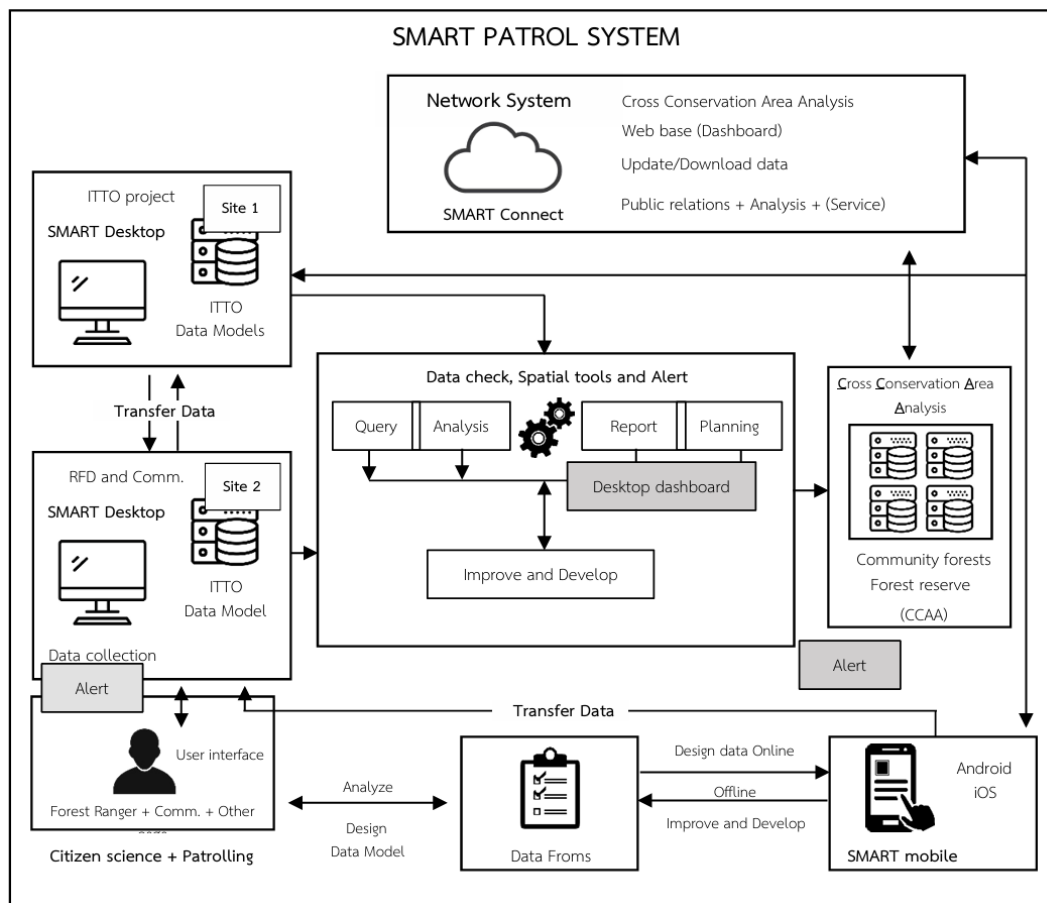 SMART PATROL SYSTEM
Network System
SMART Connect
Cross Conservation Area Analysis
Web base (Dashboard)
Update/Download data
Public relations + Analysis + (Service)
ITTO project
Site 1
SMART Desktop
ITTO
Data Models
Transfer Data
RFD and Comm.
Site 2
SMART Desktop
ITTO
Data Model
Data collection
Data check, Spatial tools and Alert
Query
Analysis
Report
Planning
Desktop dashboard
Improve and Develop
Cross Conservation Area
Analysis
Community forests
Forest reserve
(CCAA)
Alert
Alert
User interface
Forest Ranger + Comm. + Other
Citizen science + Patrolling
Transfer Data
Analyze
Design
Data Model
Data Froms
Design data Online
Offline
Improve and Develop
Android
iOS
SMART mobile